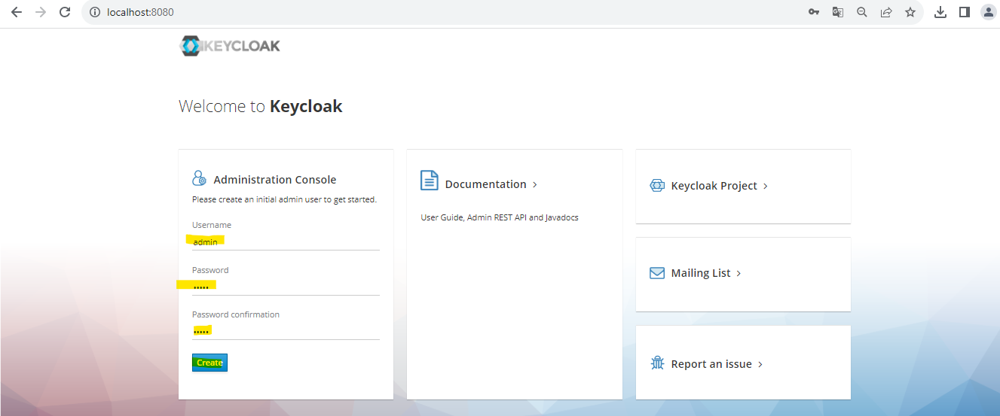 localhost:8080
KEYCLOAK
Welcome to Keycloak
Administration Console
Please create an initial admin user to get started.
Username
admin
Password
•••••
Password confirmation
•••••
Create
Documentation
User Guide, Admin REST API and Javadocs
Keycloak Project
Mailing List
Report an issue